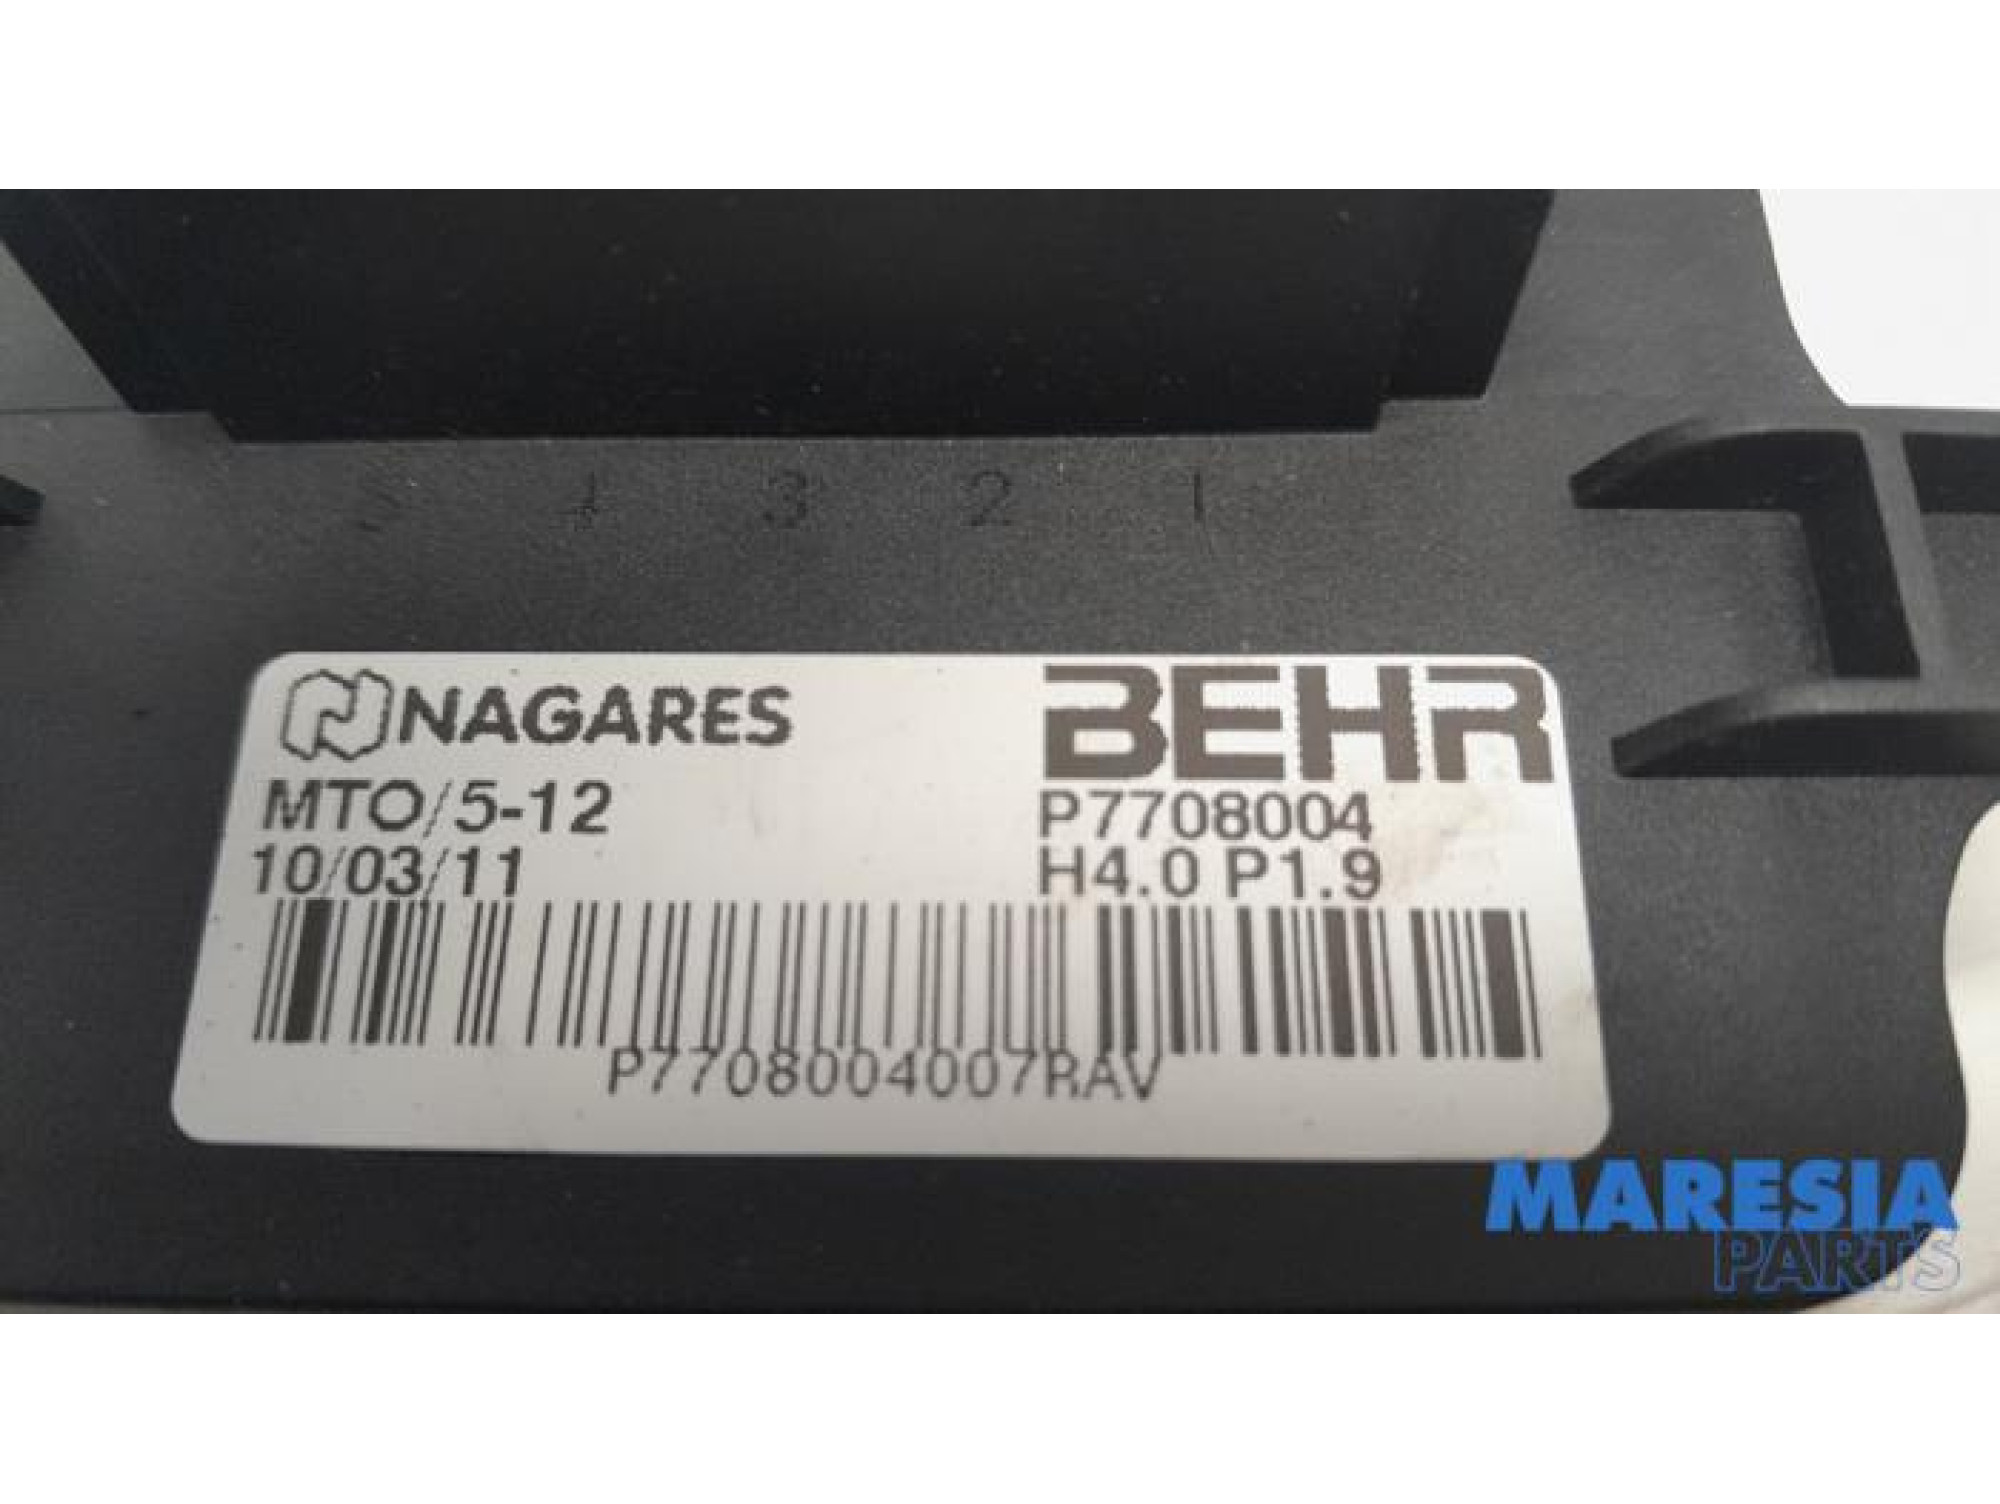 3 2 1
NAGARES BEHR
MTO/5-12 P7708004
10/03/11 H4.0 P1.9
P7708004007RAV
MARESIA
PARTS